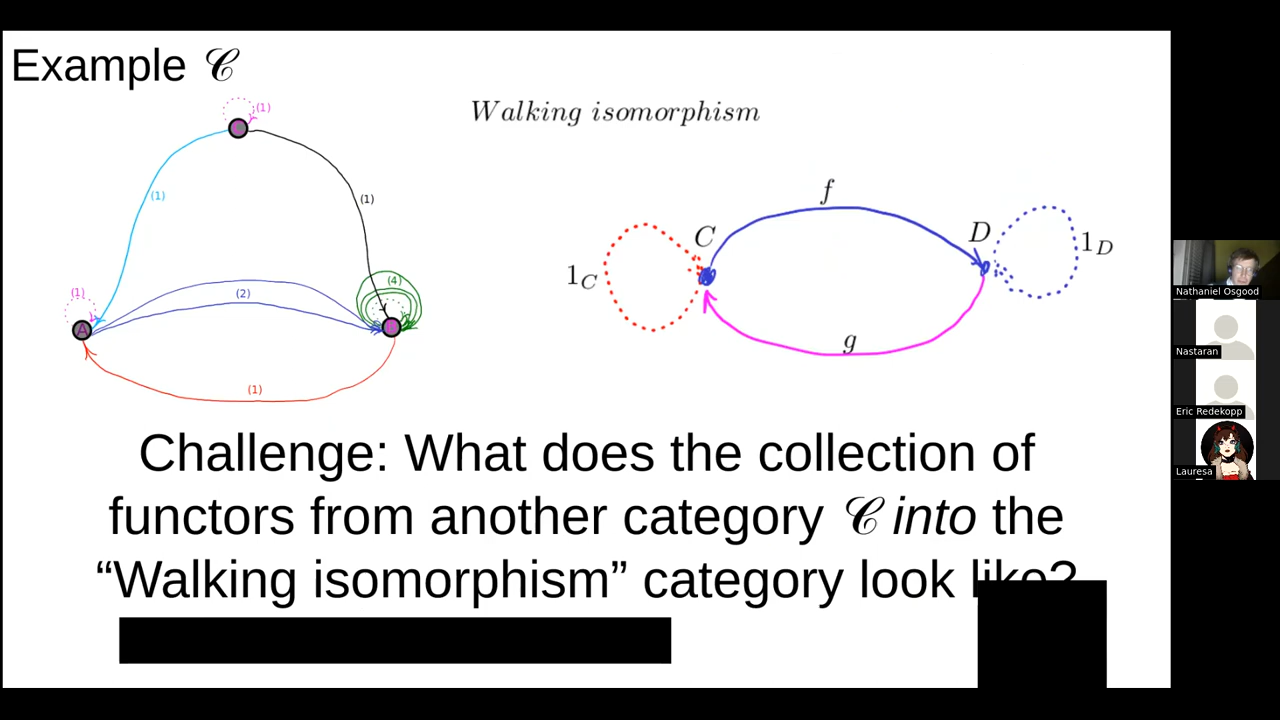 Example 𝒞
Walking isomorphism
(1)
(1)
(1)
f
C
D
1_C
1_D
g
(1)
(2)
(4)
A
(1)
Challenge: What does the collection of
functors from another category 𝒞 into the
“Walking isomorphism” category look like?
Nathaniel Osgood
Nastaran
Eric Redekopp
Lauresa